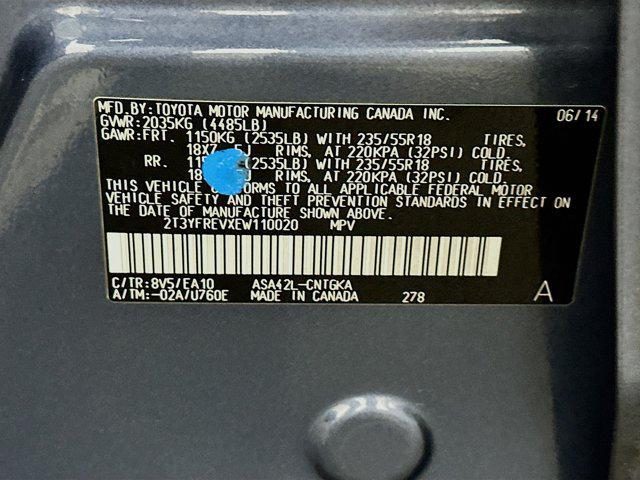 MFD.BY:TOYOTA MOTOR MANUFACTURING CANADA INC. 06/14
GVWR:2035KG (4485LB)
GAWR:FRT. 1150KG (2535LB) WITH 235/55R18 TIRES,
18X7.5J RIMS, AT 220KPA (32PSI) COLD
RR. (2535LB) WITH 235/55R18 TIRES,
RIMS, AT 220KPA (32PSI) COLD.
THIS VEHICLE TO ALL APPLICABLE FEDERAL MOTOR
VEHICLE SAFETY AND THEFT PREVENTION STANDARDS IN EFFECT ON
THE DATE OF MANUFACTURE SHOWN ABOVE.
2T3YFREVXEW110020 MPV
C/TR:8V5/EA10 ASA42L-CNTGKA
A/TM:-02A/U760E MADE IN CANADA 278 A